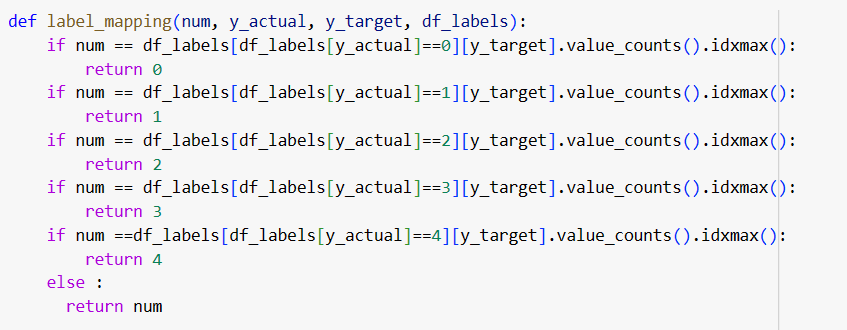 def label_mapping(num, y_actual, y_target, df_labels):
    if num == df_labels[df_labels[y_actual]==0][y_target].value_counts().idxmax():
        return 0
    if num == df_labels[df_labels[y_actual]==1][y_target].value_counts().idxmax():
        return 1
    if num == df_labels[df_labels[y_actual]==2][y_target].value_counts().idxmax():
        return 2
    if num == df_labels[df_labels[y_actual]==3][y_target].value_counts().idxmax():
        return 3
    if num ==df_labels[df_labels[y_actual]==4][y_target].value_counts().idxmax():
        return 4
    else :
      return num